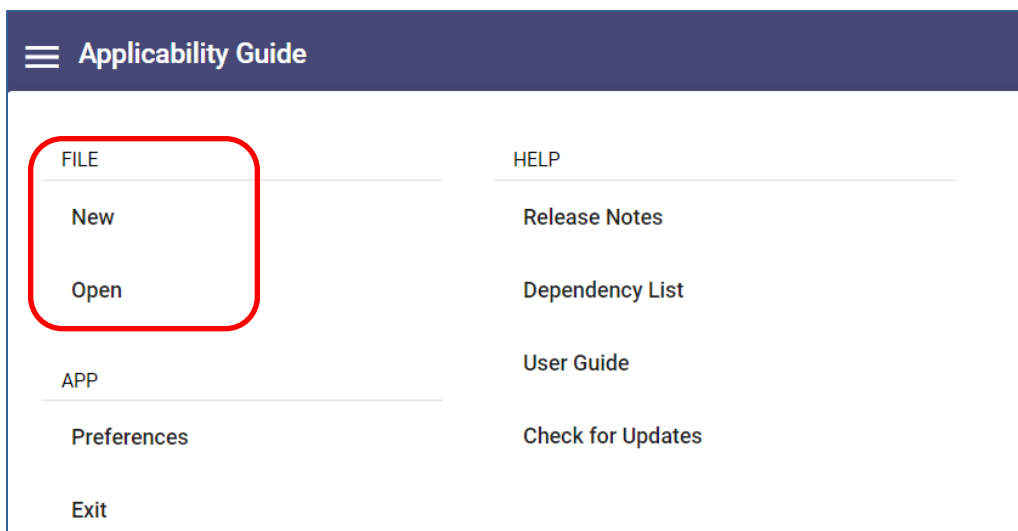 Applicability Guide
FILE
New
Open
APP
Preferences
Exit
HELP
Release Notes
Dependency List
User Guide
Check for Updates